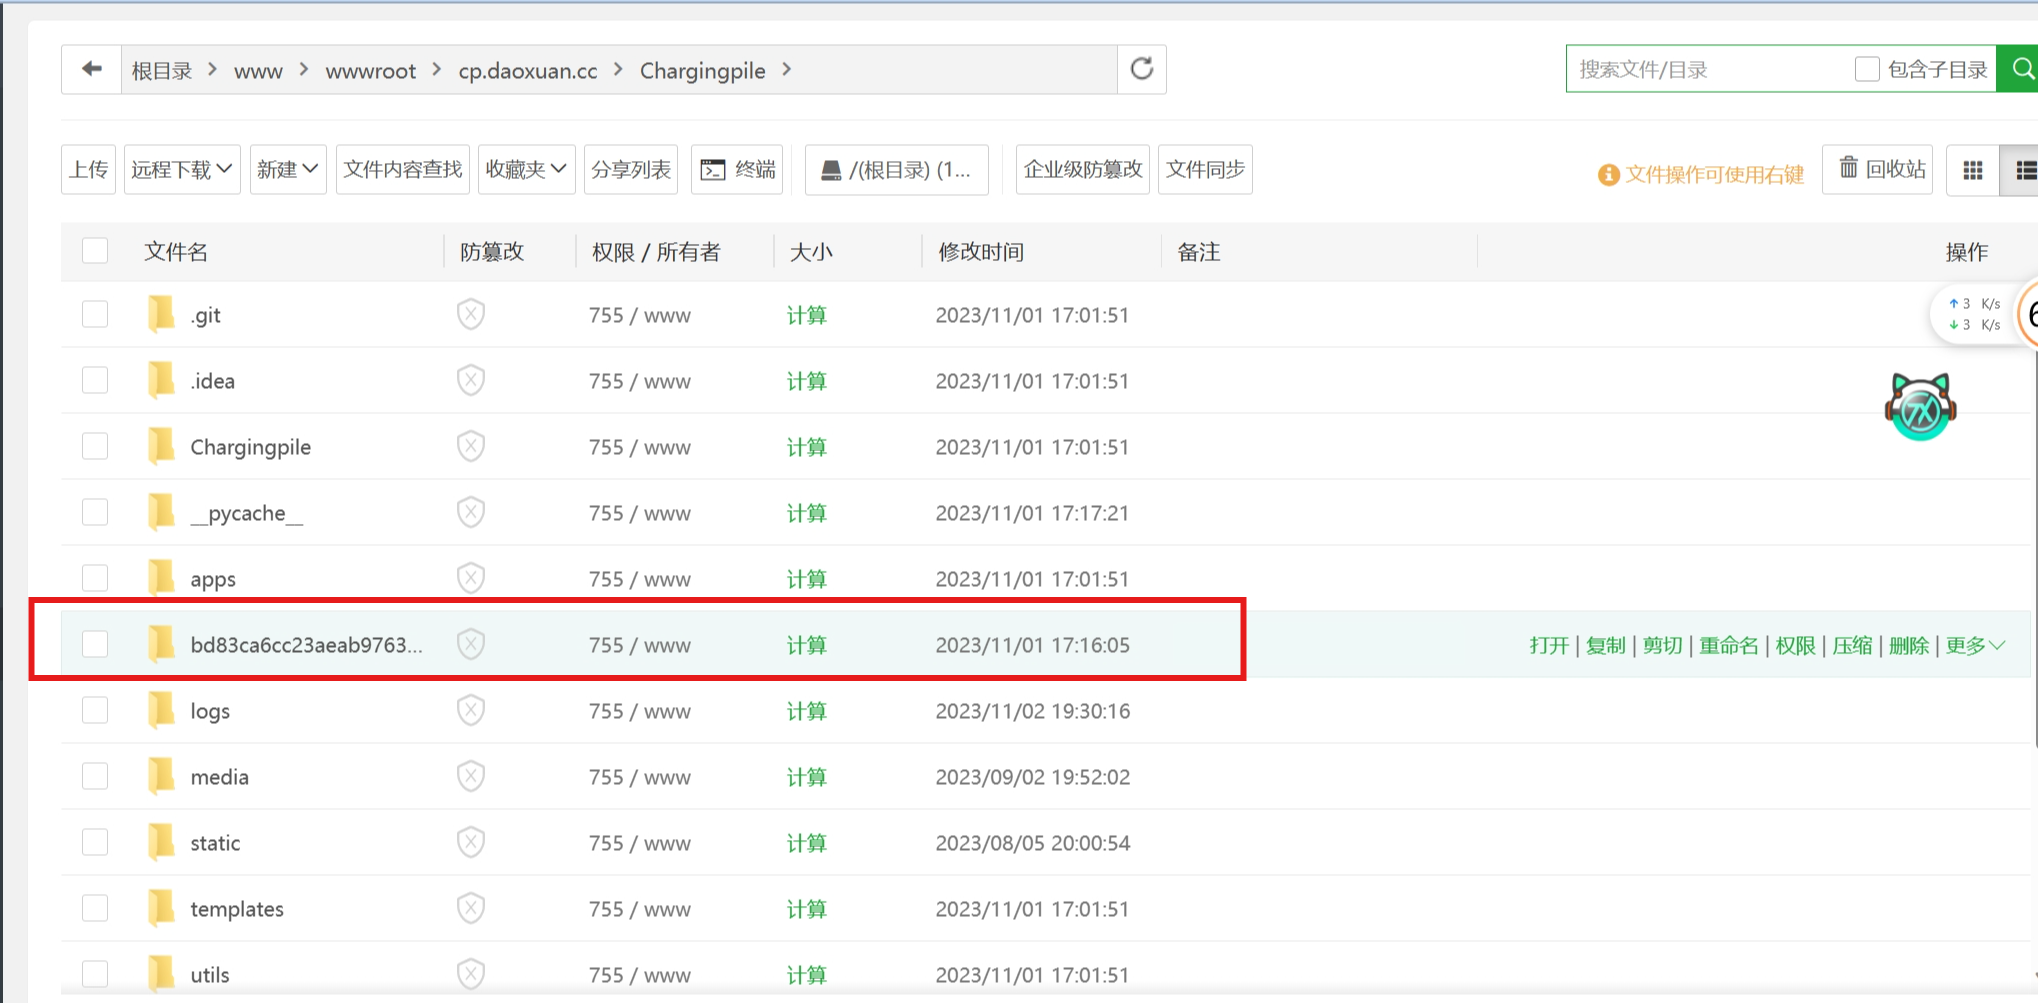 根目录 > www > wwwroot > cp.daoxuan.cc > Chargingpile >
搜索文件/目录 包含子目录
上传 远程下载 新建 文件内容查找 收藏夹 分享列表 终端 /(根目录) (1... 企业级防篡改 文件同步 文件操作可使用右键 回收站
文件名 防篡改 权限 / 所有者 大小 修改时间 备注 操作
.git 755 / www 计算 2023/11/01 17:01:51
↑ 3 K/s
↓ 3 K/s
.idea 755 / www 计算 2023/11/01 17:01:51
Chargingpile 755 / www 计算 2023/11/01 17:01:51
__pycache__ 755 / www 计算 2023/11/01 17:17:21
apps 755 / www 计算 2023/11/01 17:01:51
bd83ca6cc23aeab9763... 755 / www 计算 2023/11/01 17:16:05 打开 | 复制 | 剪切 | 重命名 | 权限 | 压缩 | 删除 | 更多
logs 755 / www 计算 2023/11/02 19:30:16
media 755 / www 计算 2023/09/02 19:52:02
static 755 / www 计算 2023/08/05 20:00:54
templates 755 / www 计算 2023/11/01 17:01:51
utils 755 / www 计算 2023/11/01 17:01:51